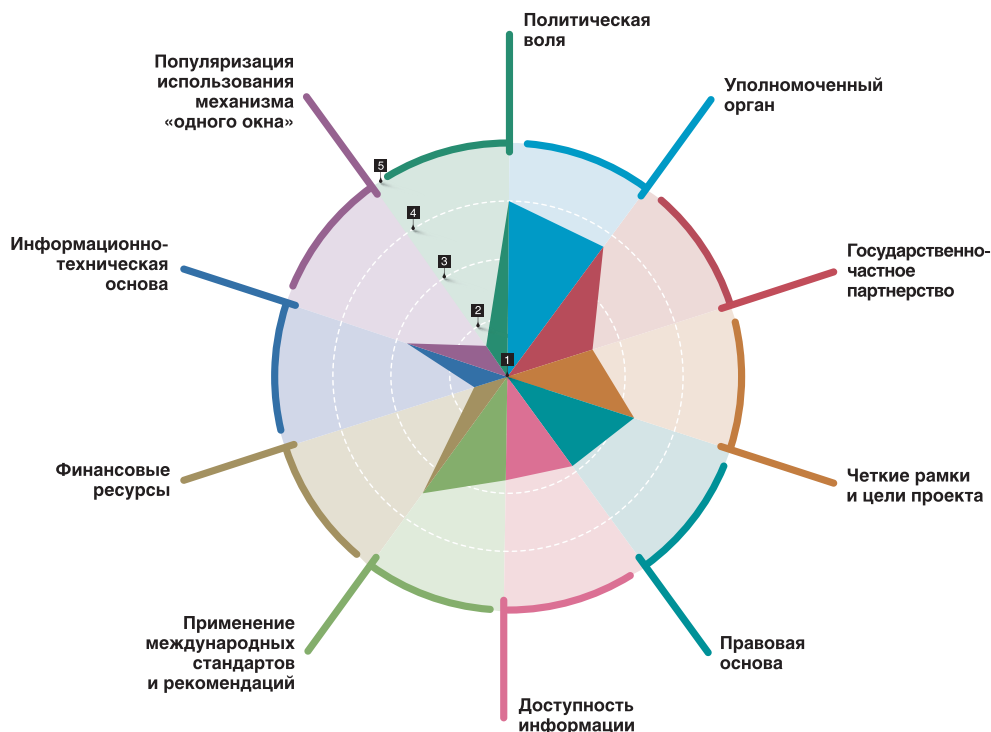 Политическая
воля
Уполномоченный
орган
Государственно-
частное
партнерство
Четкие рамки
и цели проекта
Правовая
основа
Доступность
информации
Применение
международных
стандартов
и рекомендаций
Финансовые
ресурсы
Информационно-
техническая
основа
Популяризация
использования
механизма
«одного окна»
5
4
3
2
1